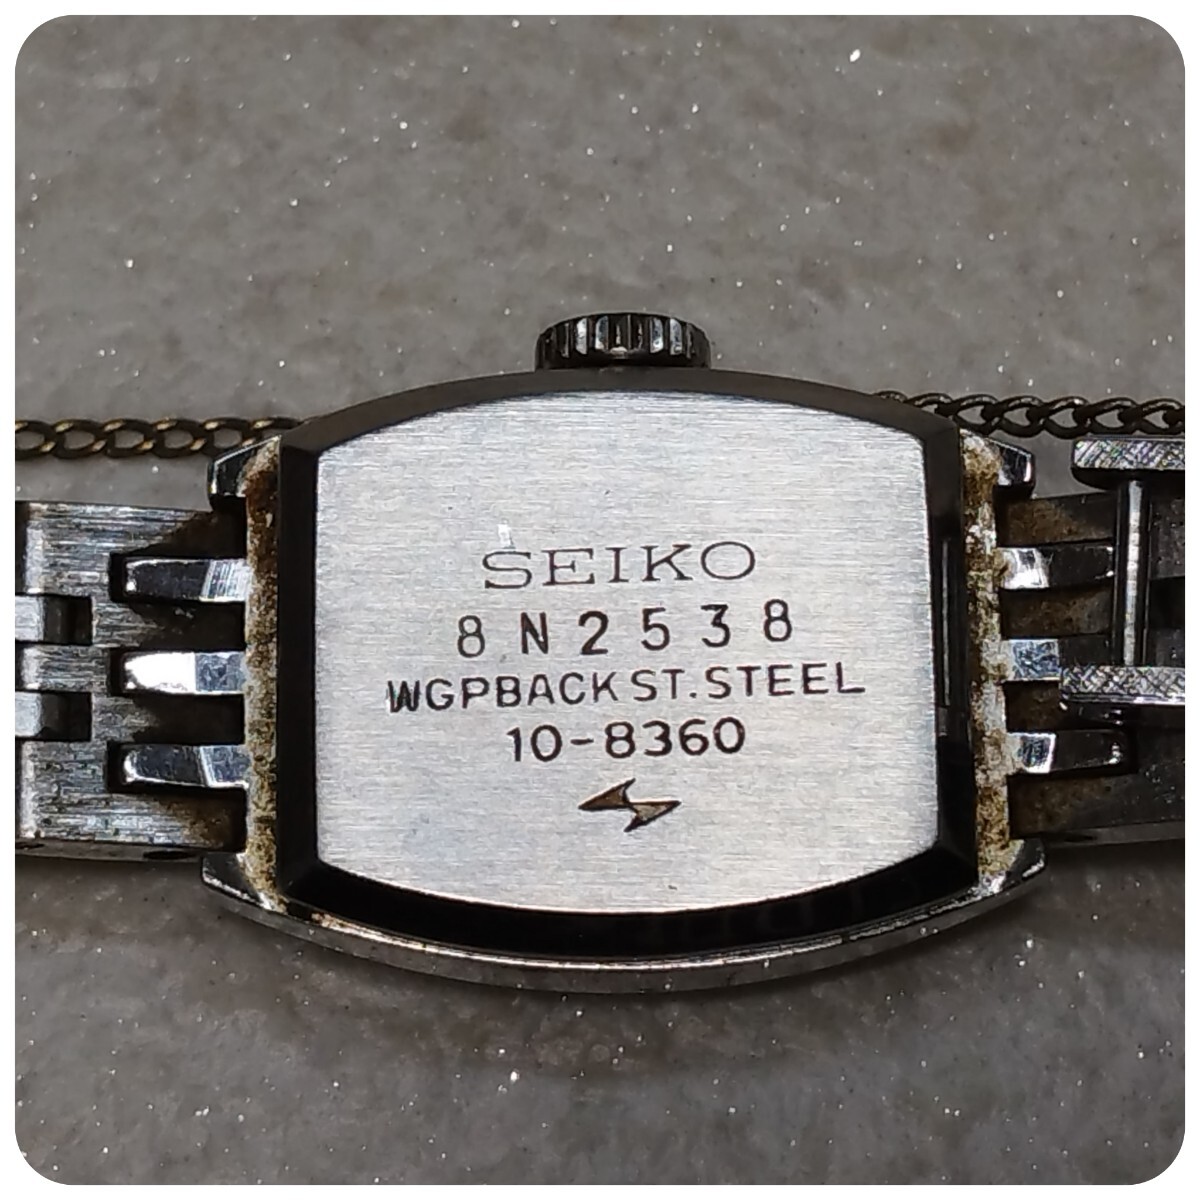 SEIKO
8N2538
WGPBACK ST.STEEL
10-8360